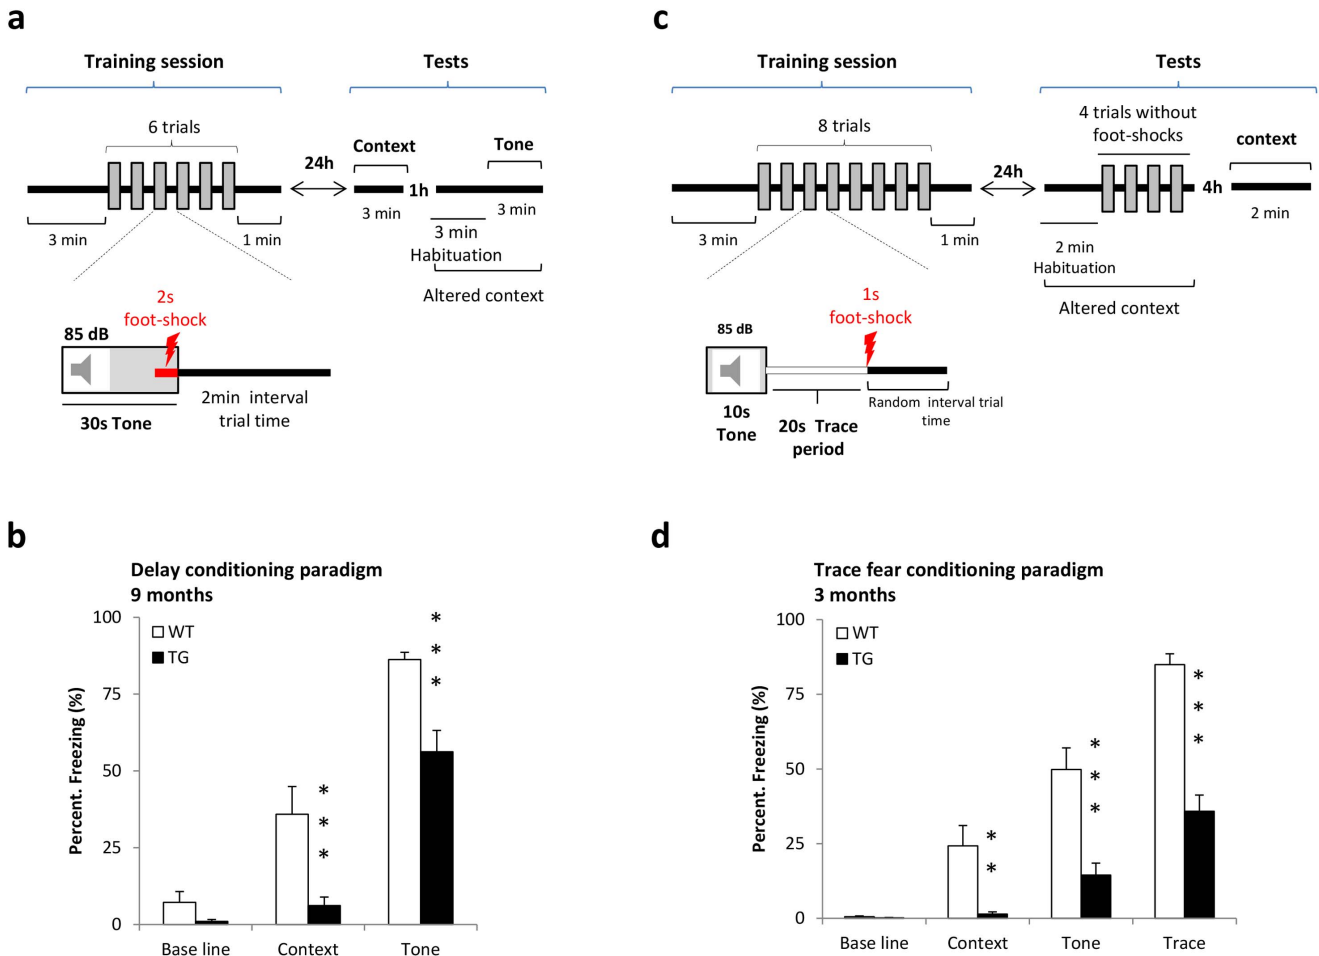 a
Training session
Tests
6 trials
24h
Context
Tone
1h
3 min
1 min
3 min
3 min
3 min
Habituation
Altered context
2s
foot-shock
85 dB
30s Tone
2min interval
trial time
c
Training session
Tests
8 trials
4 trials without
foot-shocks
24h
context
4h
3 min
1 min
2 min
Habituation
2 min
Altered context
1s
foot-shock
85 dB
10s
Tone
20s Trace
period
Random interval trial
time
b
Delay conditioning paradigm
9 months
Percent. Freezing (%)
100
75
50
25
0
WT
TG
* * *
* * *
Base line
Context
Tone
d
Trace fear conditioning paradigm
3 months
Percent. Freezing (%)
100
75
50
25
0
WT
TG
* *
* * *
* * *
Base line
Context
Tone
Trace